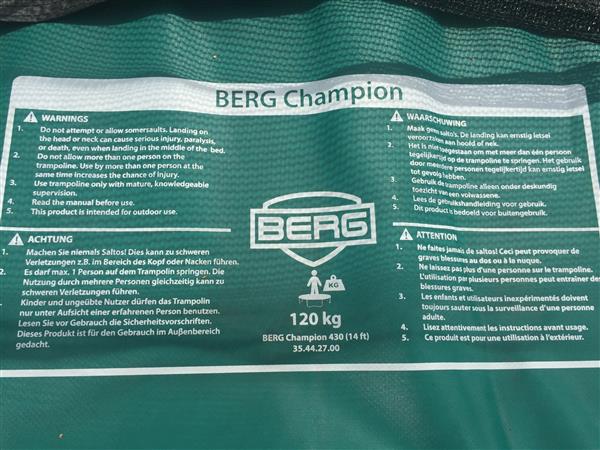 BERG Champion
WARNINGS
1. Do not attempt or allow somersaults. Landing on
the head or neck can cause serious injury, paralysis,
or death, even when landing in the middle of the bed.
2. Do not allow more than one person on the
trampoline. Use by more than one person at the
same time increases the chance of injury.
3. Use trampoline only with mature, knowledgeable
supervision.
4. Read the manual before use.
5. This product is intended for outdoor use.
ACHTUNG
1. Machen Sie niemals Saltos! Dies kann zu schweren
Verletzungen z.B. im Bereich des Kopf oder Nacken führen.
2. Es darf max. 1 Person auf dem Trampolin springen. Die
Nutzung durch mehrere Personen gleichzeitig kann zu
schweren Verletzungen führen.
Kinder und ungeübte Nutzer dürfen das Trampolin
nur unter Aufsicht einer erfahrenen Person benutzen.
Lesen Sie vor Gebrauch die Sicherheitsvorschriften.
Dieses Produkt ist für den Gebrauch im Außenbereich
gedacht.
BERG
KG
120 kg
BERG Champion 430 (14 ft)
35.44.27.00
WAARSCHUWING
1. Maak geen salto's. De landing kan ernstig letsel
veroorzaken aan hoofd of nek.
2. Het is niet toegestaan om met meer dan één persoon
tegelijkertijd op de trampoline te springen. Het gebruik
door meerdere personen tegelijkertijd kan ernstig letsel
tot gevolg hebben.
3. Gebruik de trampoline alleen onder deskundig
toezicht van een volwassene.
4. Lees de gebruikshandleiding voor gebruik.
5. Dit product is bedoeld voor buitengebruik.
ATTENTION
1. Ne faites jamais de saltos! Ceci peut provoquer de
graves blessures au dos ou à la nuque.
2. Ne laissez pas plus d'une personne sur le trampoline.
L'utilisation par plusieurs personnes peut entraîner des
blessures graves.
3. Les enfants et utilisateurs inexpérimentés doivent
toujours sauter sous la surveillance d'une personne
adulte.
4. Lisez attentivement les instructions avant usage.
5. Ce produit est pour une utilisation à l'extérieur.